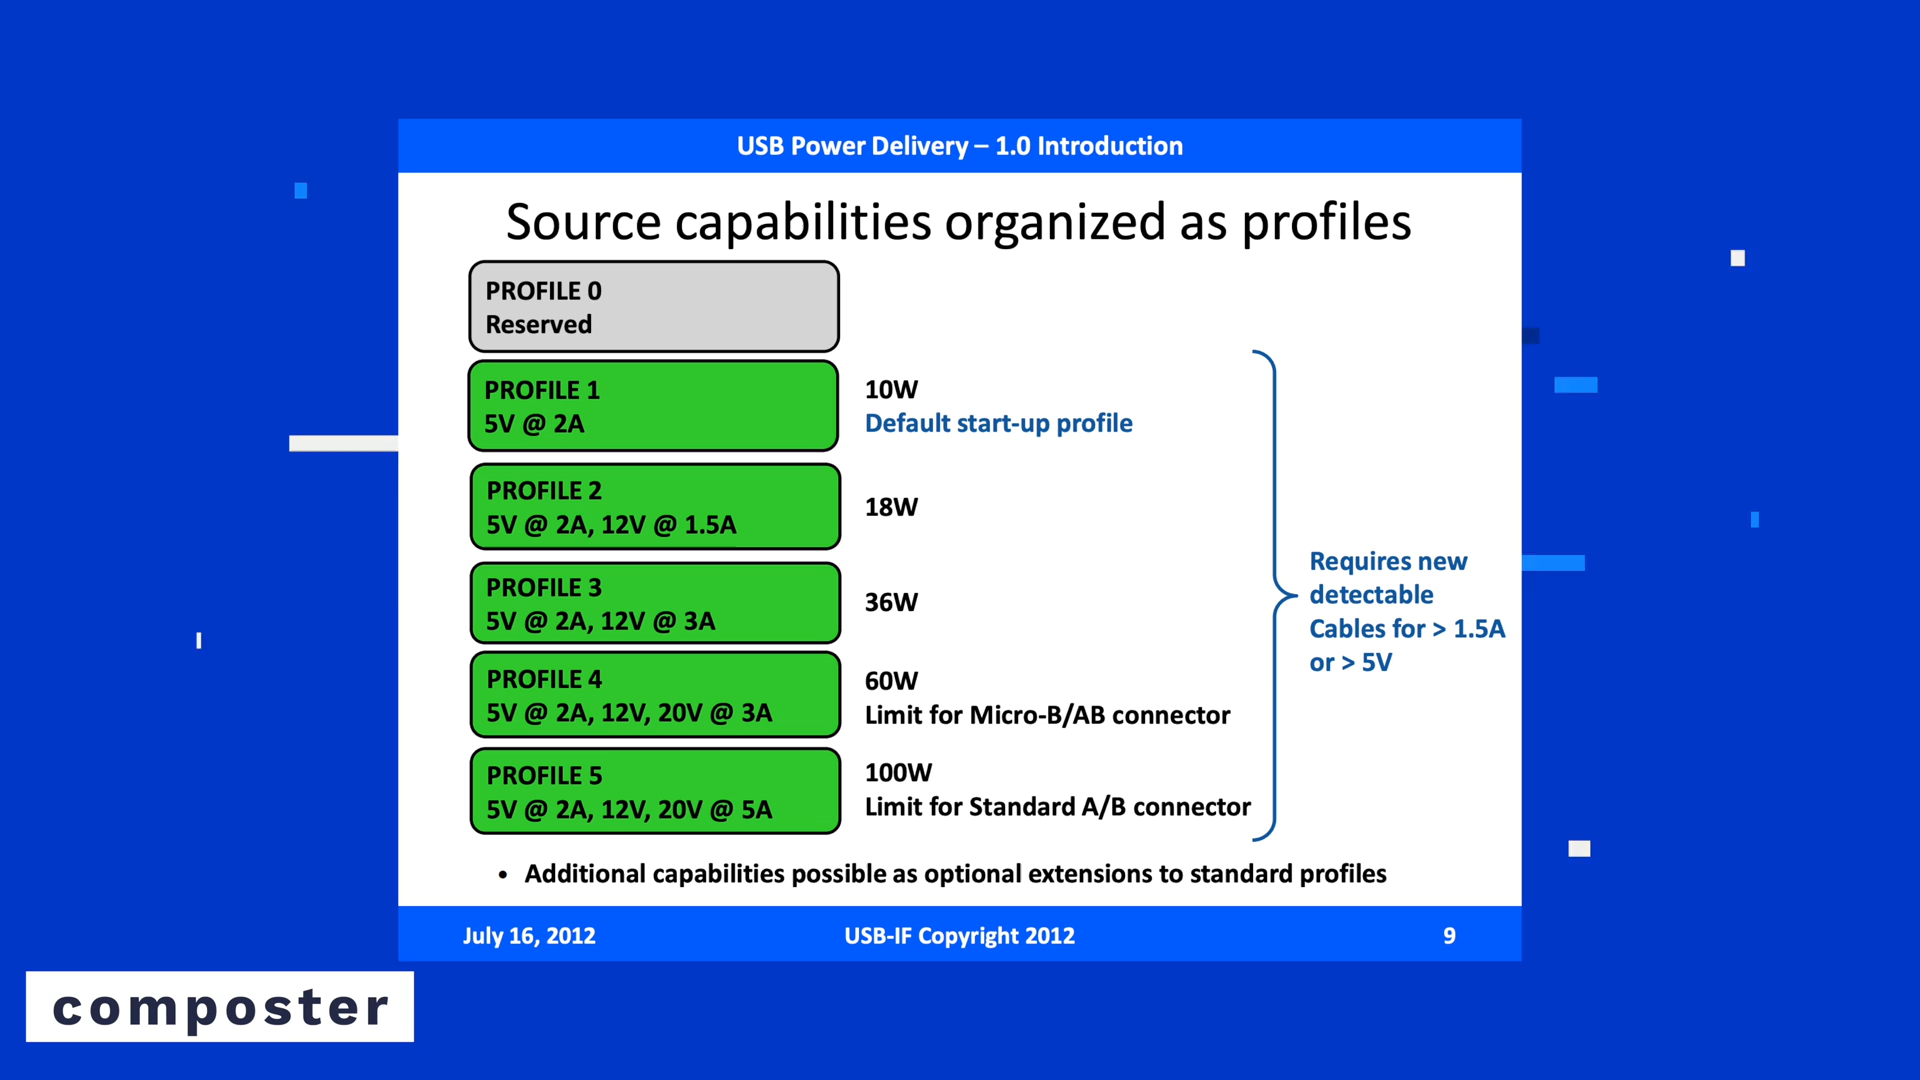 USB Power Delivery – 1.0 Introduction
Source capabilities organized as profiles
PROFILE 0
Reserved
PROFILE 1
5V @ 2A
10W
Default start-up profile
PROFILE 2
5V @ 2A, 12V @ 1.5A
18W
PROFILE 3
5V @ 2A, 12V @ 3A
36W
PROFILE 4
5V @ 2A, 12V, 20V @ 3A
60W
Limit for Micro-B/AB connector
PROFILE 5
5V @ 2A, 12V, 20V @ 5A
100W
Limit for Standard A/B connector
Requires new
detectable
Cables for > 1.5A
or > 5V
• Additional capabilities possible as optional extensions to standard profiles
July 16, 2012
USB-IF Copyright 2012
9
composter